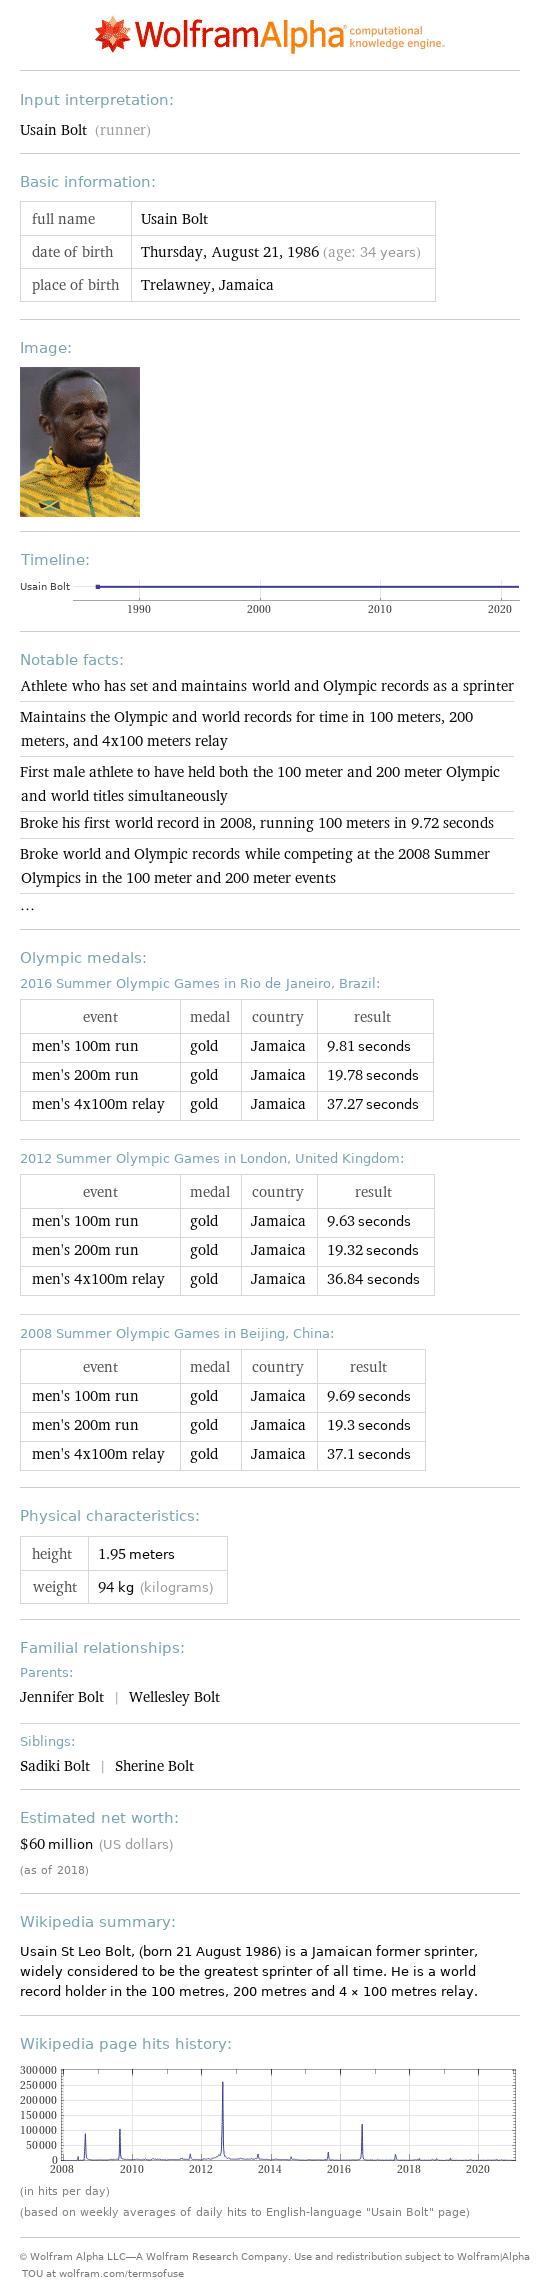 WolframAlpha computational
knowledge engine.
Input interpretation:
Usain Bolt (runner)
Basic information:
full name Usain Bolt
date of birth Thursday, August 21, 1986 (age: 34 years)
place of birth Trelawney, Jamaica
Image:
Timeline:
Usain Bolt
1990 2000 2010 2020
Notable facts:
Athlete who has set and maintains world and Olympic records as a sprinter
Maintains the Olympic and world records for time in 100 meters, 200
meters, and 4x100 meters relay
First male athlete to have held both the 100 meter and 200 meter Olympic
and world titles simultaneously
Broke his first world record in 2008, running 100 meters in 9.72 seconds
Broke world and Olympic records while competing at the 2008 Summer
Olympics in the 100 meter and 200 meter events
...
Olympic medals:
2016 Summer Olympic Games in Rio de Janeiro, Brazil:
event medal country result
men's 100m run gold Jamaica 9.81 seconds
men's 200m run gold Jamaica 19.78 seconds
men's 4x100m relay gold Jamaica 37.27 seconds
2012 Summer Olympic Games in London, United Kingdom:
event medal country result
men's 100m run gold Jamaica 9.63 seconds
men's 200m run gold Jamaica 19.32 seconds
men's 4x100m relay gold Jamaica 36.84 seconds
2008 Summer Olympic Games in Beijing, China:
event medal country result
men's 100m run gold Jamaica 9.69 seconds
men's 200m run gold Jamaica 19.3 seconds
men's 4x100m relay gold Jamaica 37.1 seconds
Physical characteristics:
height 1.95 meters
weight 94 kg (kilograms)
Familial relationships:
Parents:
Jennifer Bolt | Wellesley Bolt
Siblings:
Sadiki Bolt | Sherine Bolt
Estimated net worth:
$60 million (US dollars)
(as of 2018)
Wikipedia summary:
Usain St Leo Bolt, (born 21 August 1986) is a Jamaican former sprinter,
widely considered to be the greatest sprinter of all time. He is a world
record holder in the 100 metres, 200 metres and 4 × 100 metres relay.
Wikipedia page hits history:
300000
250000
200000
150000
100000
50000
0
2008 2010 2012 2014 2016 2018 2020
(in hits per day)
(based on weekly averages of daily hits to English-language "Usain Bolt" page)
© Wolfram Alpha LLC—A Wolfram Research Company. Use and redistribution subject to Wolfram|Alpha
TOU at wolfram.com/termsofuse